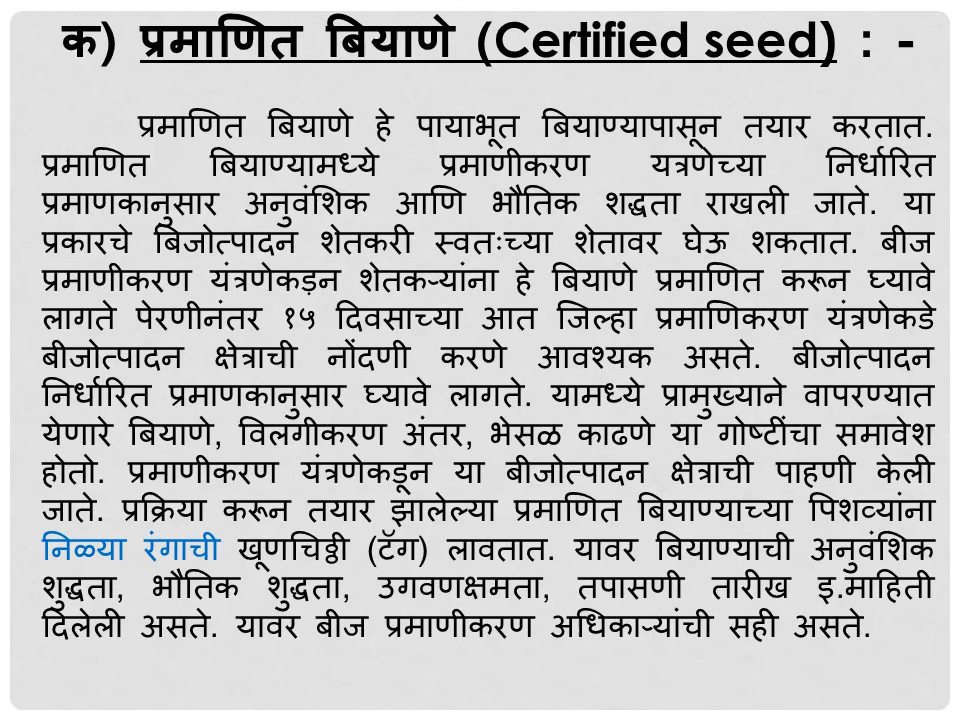 क) प्रमाणित बियाणे (Certified seed) : -
प्रमाणित बियाणे हे पायाभूत बियाण्यापासून तयार करतात.
प्रमाणित बियाण्यामध्ये प्रमाणीकरण यत्रणेच्या निर्धारित
प्रमाणकानुसार अनुवंशिक आणि भौतिक शद्धता राखली जाते. या
प्रकारचे बिजोत्पादन शेतकरी स्वतःच्या शेतावर घेऊ शकतात. बीज
प्रमाणीकरण यंत्रणेकड़न शेतकऱ्यांना हे बियाणे प्रमाणित करून घ्यावे
लागते पेरणीनंतर १५ दिवसाच्या आत जिल्हा प्रमाणिकरण यंत्रणेकडे
बीजोत्पादन क्षेत्राची नोंदणी करणे आवश्यक असते. बीजोत्पादन
निर्धारित प्रमाणकानुसार घ्यावे लागते. यामध्ये प्रामुख्याने वापरण्यात
येणारे बियाणे, विलगीकरण अंतर, भेसळ काढणे या गोष्टींचा समावेश
होतो. प्रमाणीकरण यंत्रणेकडून या बीजोत्पादन क्षेत्राची पाहणी केली
जाते. प्रक्रिया करून तयार झालेल्या प्रमाणित बियाण्याच्या पिशव्यांना
निळ्या रंगाची खूणचिठ्ठी (टॅग) लावतात. यावर बियाण्याची अनुवंशिक
शुद्धता, भौतिक शुद्धता, उगवणक्षमता, तपासणी तारीख इ.माहिती
दिलेली असते. यावर बीज प्रमाणीकरण अधिकाऱ्यांची सही असते.